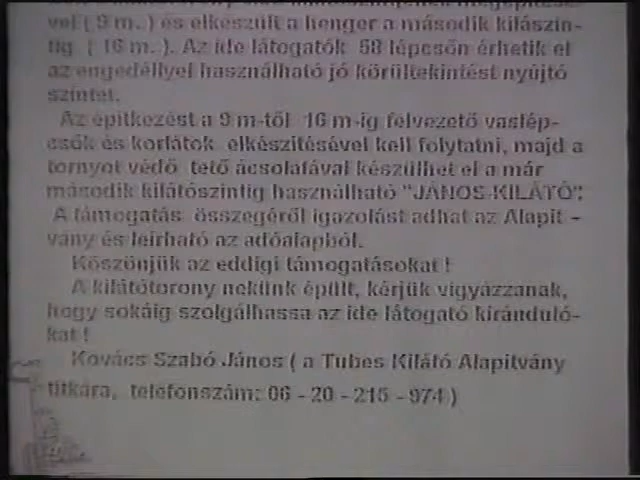 vel ( 9 m. ) és elkészült a henger a második kilászin-
tig ( 16 m. ). Az ide látogatók 58 lépcsőn érhetik el
az engedéllyel használható jó körültekintést nyújtó
szintet.
Az építkezést a 9 m-től 16 m-ig felvezető vaslép-
csők és korlátok elkészítésével kell folytatni, majd a
tornyot védő tető ácsolatával készülhet el a már
második kilátószintig használható "JÁNOS-KILÁTÓ".
A támogatás összegéről igazolást adhat az Alapit -
vány és leírható az adóalapból.
Köszönjük az eddigi támogatásokat !
A kilátótorony nekünk épült, kérjük vigyázzanak,
hogy sokáig szolgálhassa az ide látogató kiránduló-
kat !
Kovács Szabó János ( a Tubes Kilátó Alapitvány
titkára, telefonszám: 06 - 20 - 215 - 974 )